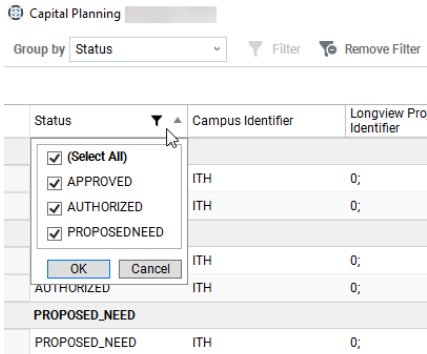 Capital Planning
Group by Status Filter Remove Filter
Status Campus Identifier Longview Pro
Identifier
(Select All)
APPROVED ITH 0;
AUTHORIZED ITH 0;
PROPOSEDNEED
OK Cancel ITH 0;
AUTHORIZED ITH 0;
PROPOSED_NEED
PROPOSED_NEED ITH 0;